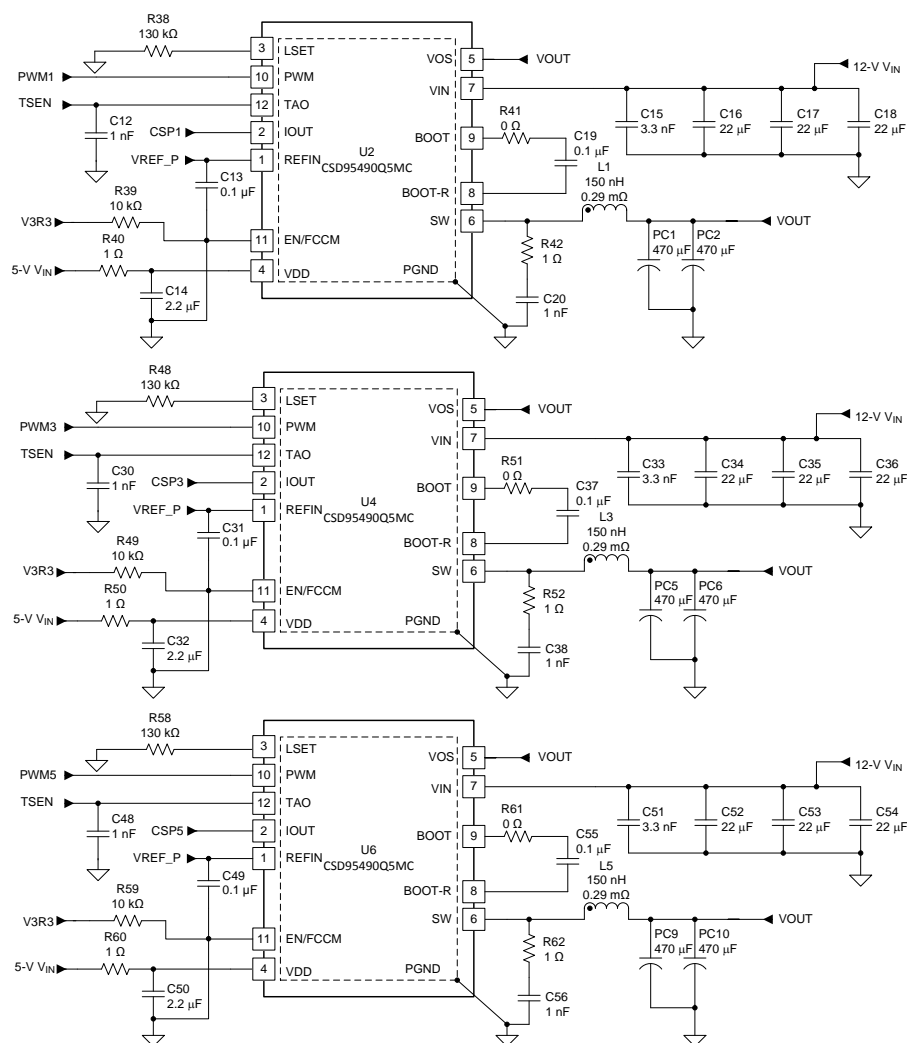 R38
130 kΩ
3 LSET
VOS 5 VOUT
12-V VIN
PWM1 10 PWM
VIN 7
TSEN 12 TAO
C12
1 nF
CSP1 2 IOUT
R41
0 Ω
C15
3.3 nF
C16
22 μF
C17
22 μF
C18
22 μF
BOOT 9
C19
0.1 μF
VREF_P 1 REFIN
U2
CSD95490Q5MC
C13
0.1 μF
BOOT-R 8
L1
150 nH
0.29 mΩ
R39
10 kΩ
V3R3
SW 6
VOUT
R40
1 Ω
11 EN/FCCM
R42
1 Ω
PC1
470 μF
PC2
470 μF
5-V VIN
4 VDD
PGND
C14
2.2 μF
C20
1 nF
R48
130 kΩ
3 LSET
VOS 5 VOUT
12-V VIN
PWM3 10 PWM
VIN 7
TSEN 12 TAO
C30
1 nF
CSP3 2 IOUT
R51
0 Ω
C33
3.3 nF
C34
22 μF
C35
22 μF
C36
22 μF
BOOT 9
C37
0.1 μF
VREF_P 1 REFIN
U4
CSD95490Q5MC
C31
0.1 μF
BOOT-R 8
L3
150 nH
0.29 mΩ
R49
10 kΩ
V3R3
SW 6
VOUT
R50
1 Ω
11 EN/FCCM
R52
1 Ω
PC5
470 μF
PC6
470 μF
5-V VIN
4 VDD
PGND
C32
2.2 μF
C38
1 nF
R58
130 kΩ
3 LSET
VOS 5 VOUT
12-V VIN
PWM5 10 PWM
VIN 7
TSEN 12 TAO
C48
1 nF
CSP5 2 IOUT
R61
0 Ω
C51
3.3 nF
C52
22 μF
C53
22 μF
C54
22 μF
BOOT 9
C55
0.1 μF
VREF_P 1 REFIN
U6
CSD95490Q5MC
C49
0.1 μF
BOOT-R 8
L5
150 nH
0.29 mΩ
R59
10 kΩ
V3R3
SW 6
VOUT
R60
1 Ω
11 EN/FCCM
R62
1 Ω
PC9
470 μF
PC10
470 μF
5-V VIN
4 VDD
PGND
C50
2.2 μF
C56
1 nF